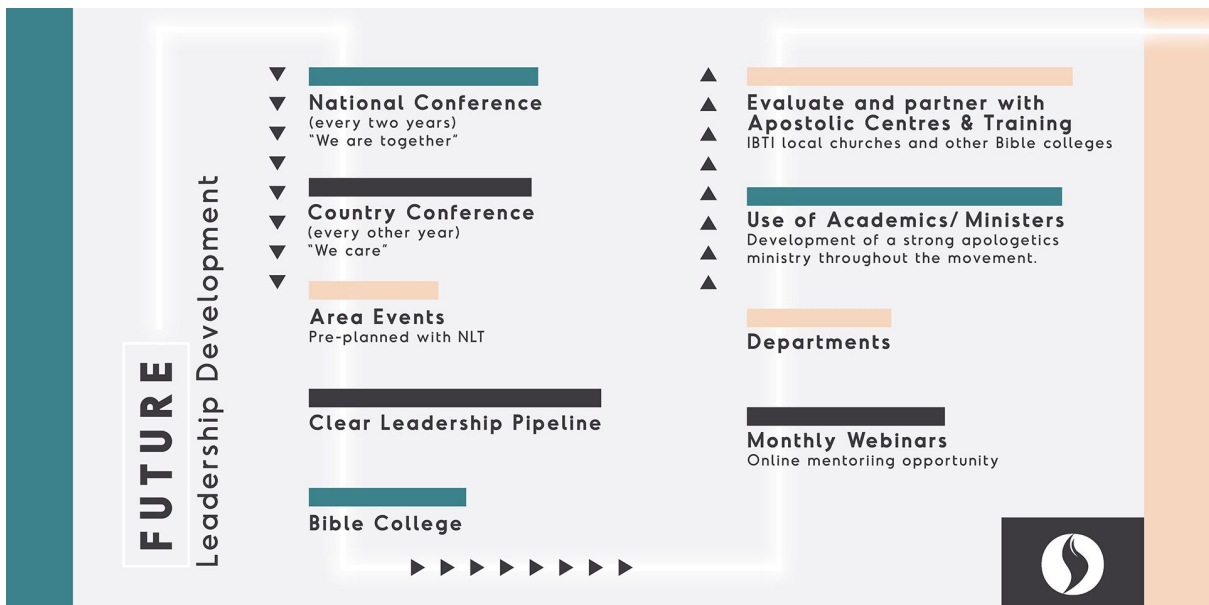 FUTURE
Leadership Development
National Conference
(every two years)
"We are together"
Country Conference
(every other year)
"We care"
Area Events
Pre-planned with NLT
Clear Leadership Pipeline
Bible College
Evaluate and partner with
Apostolic Centres & Training
IBTI local churches and other Bible colleges
Use of Academics/ Ministers
Development of a strong apologetics
ministry throughout the movement.
Departments
Monthly Webinars
Online mentoriing opportunity